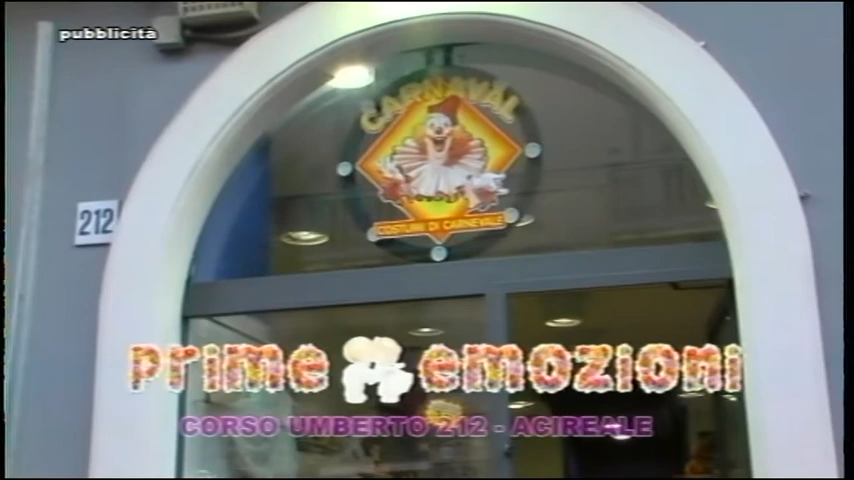 pubblicità
CARNAVAL
COSTUMI DI CARNEVALE
212
prime emozioni
CORSO UMBERTO 212 - ACIREALE